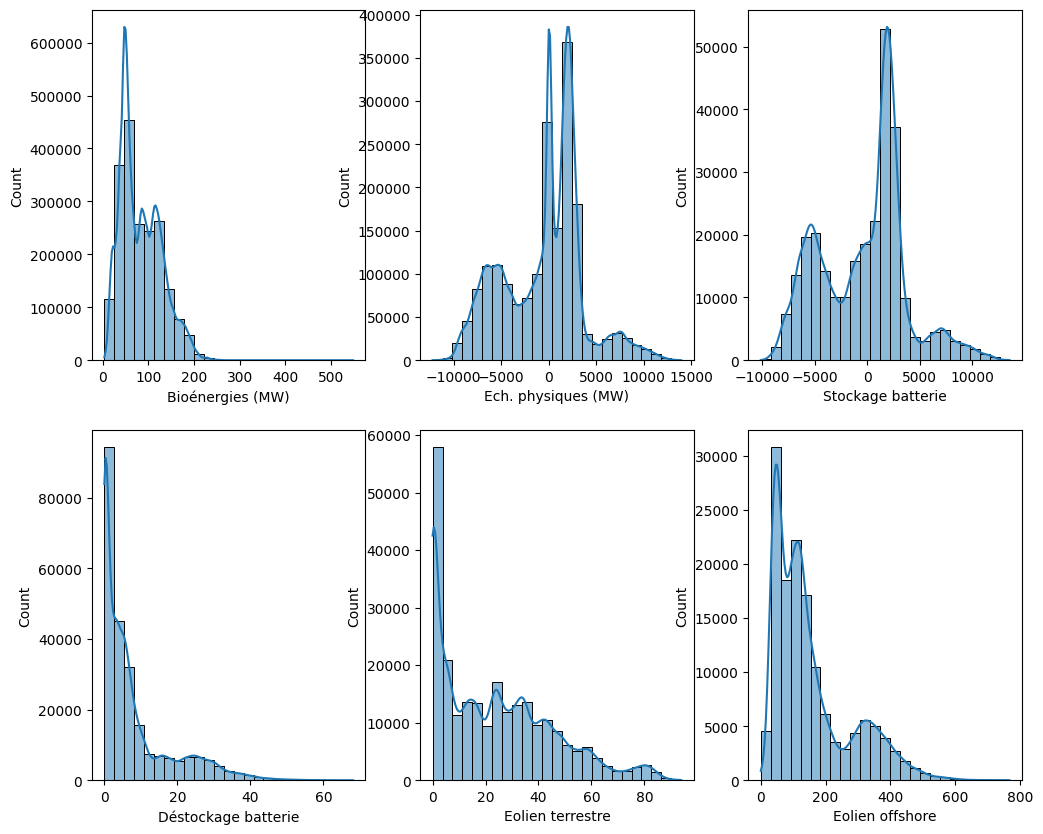 600000
500000
400000
300000
200000
100000
0
Count
0 100 200 300 400 500
Bioénergies (MW)
400000
350000
300000
250000
200000
150000
100000
50000
0
Count
−10000 −5000 0 5000 10000 15000
Ech. physiques (MW)
50000
40000
30000
20000
10000
0
Count
−10000 −5000 0 5000 10000
Stockage batterie
80000
60000
40000
20000
0
Count
0 20 40 60
Déstockage batterie
60000
50000
40000
30000
20000
10000
0
Count
0 20 40 60 80
Eolien terrestre
30000
25000
20000
15000
10000
5000
0
Count
0 200 400 600 800
Eolien offshore